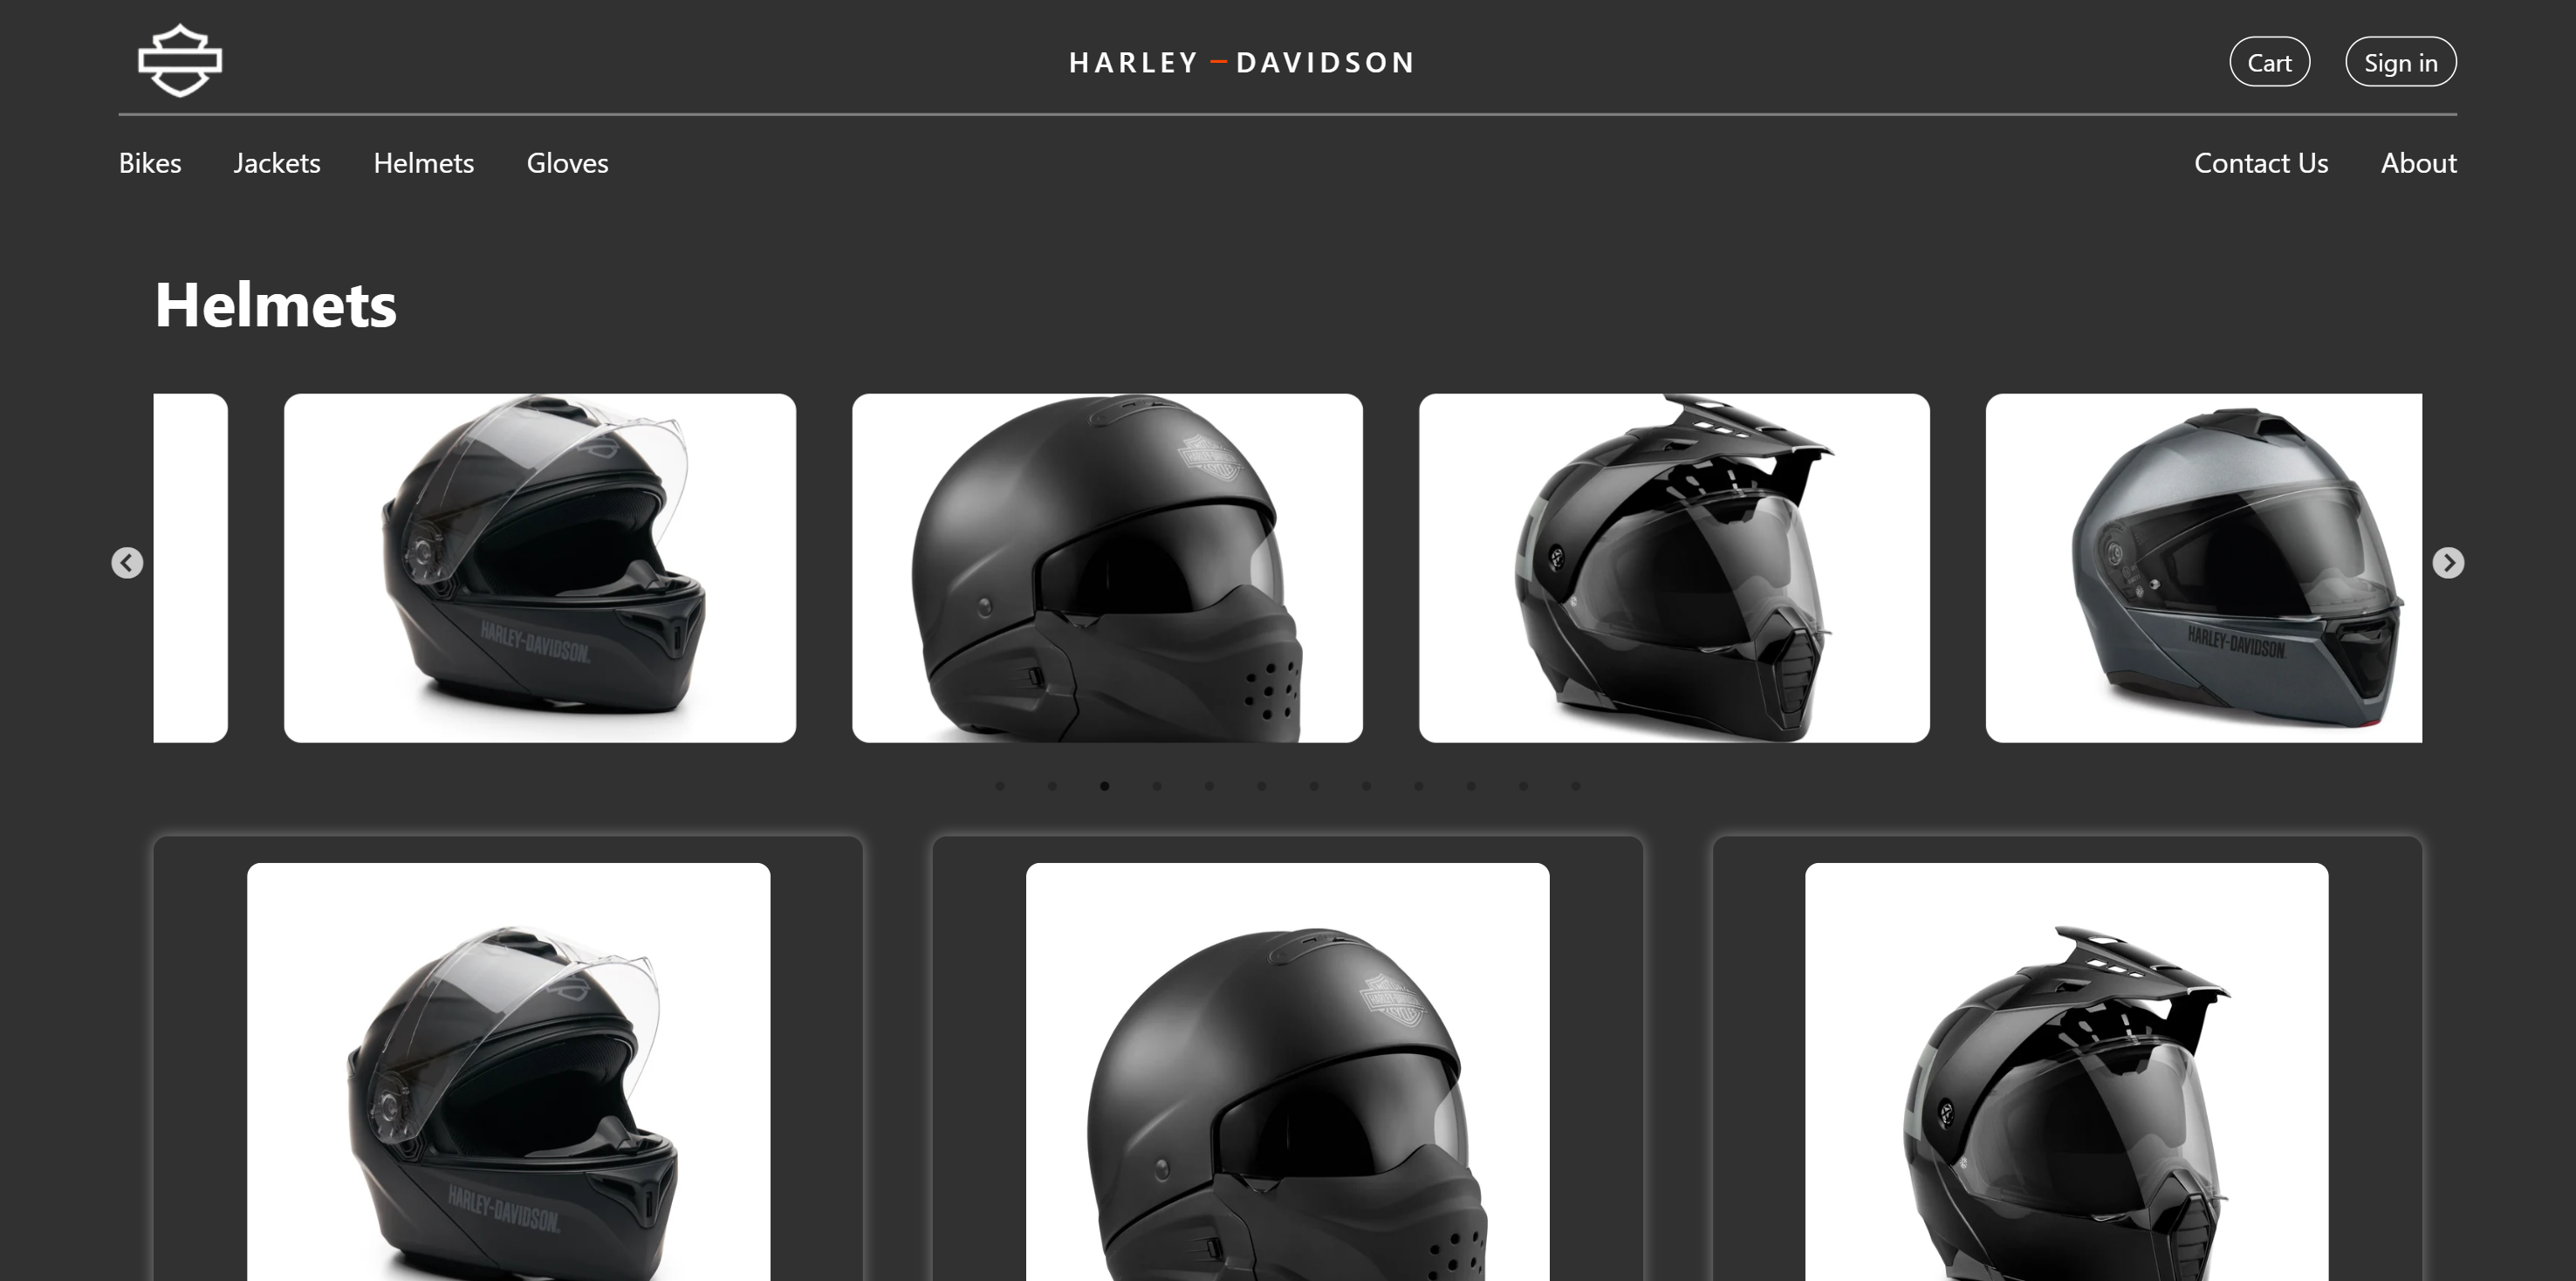 HARLEY – DAVIDSON
Cart
Sign in
Bikes
Jackets
Helmets
Gloves
Contact Us
About
Helmets
HARLEY-DAVIDSON
HARLEY-DAVIDSON
HARLEY-DAVIDSON